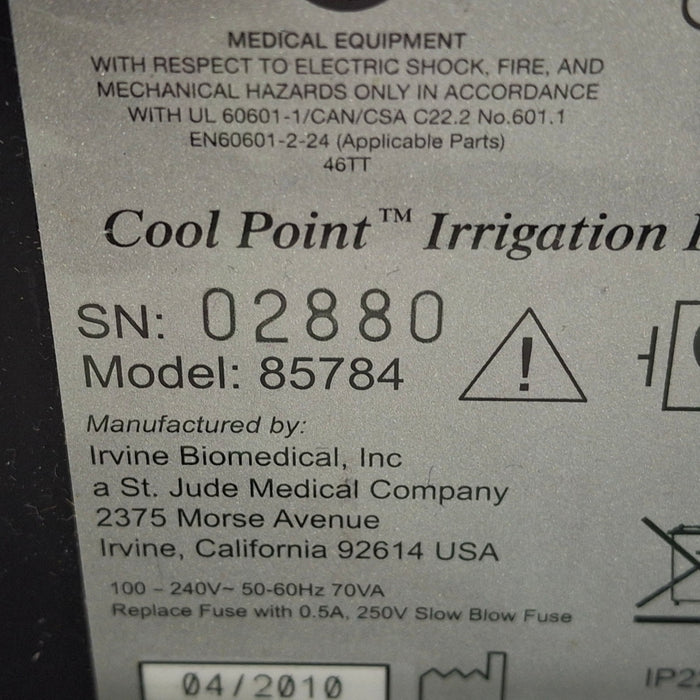 MEDICAL EQUIPMENT
WITH RESPECT TO ELECTRIC SHOCK, FIRE, AND
MECHANICAL HAZARDS ONLY IN ACCORDANCE
WITH UL 60601-1/CAN/CSA C22.2 No.601.1
EN60601-2-24 (Applicable Parts)
46TT
Cool Point™ Irrigation
SN: 02880
Model: 85784
Manufactured by:
Irvine Biomedical, Inc
a St. Jude Medical Company
2375 Morse Avenue
Irvine, California 92614 USA
100 - 240V~ 50-60Hz 70VA
Replace Fuse with 0.5A, 250V Slow Blow Fuse
04/2010